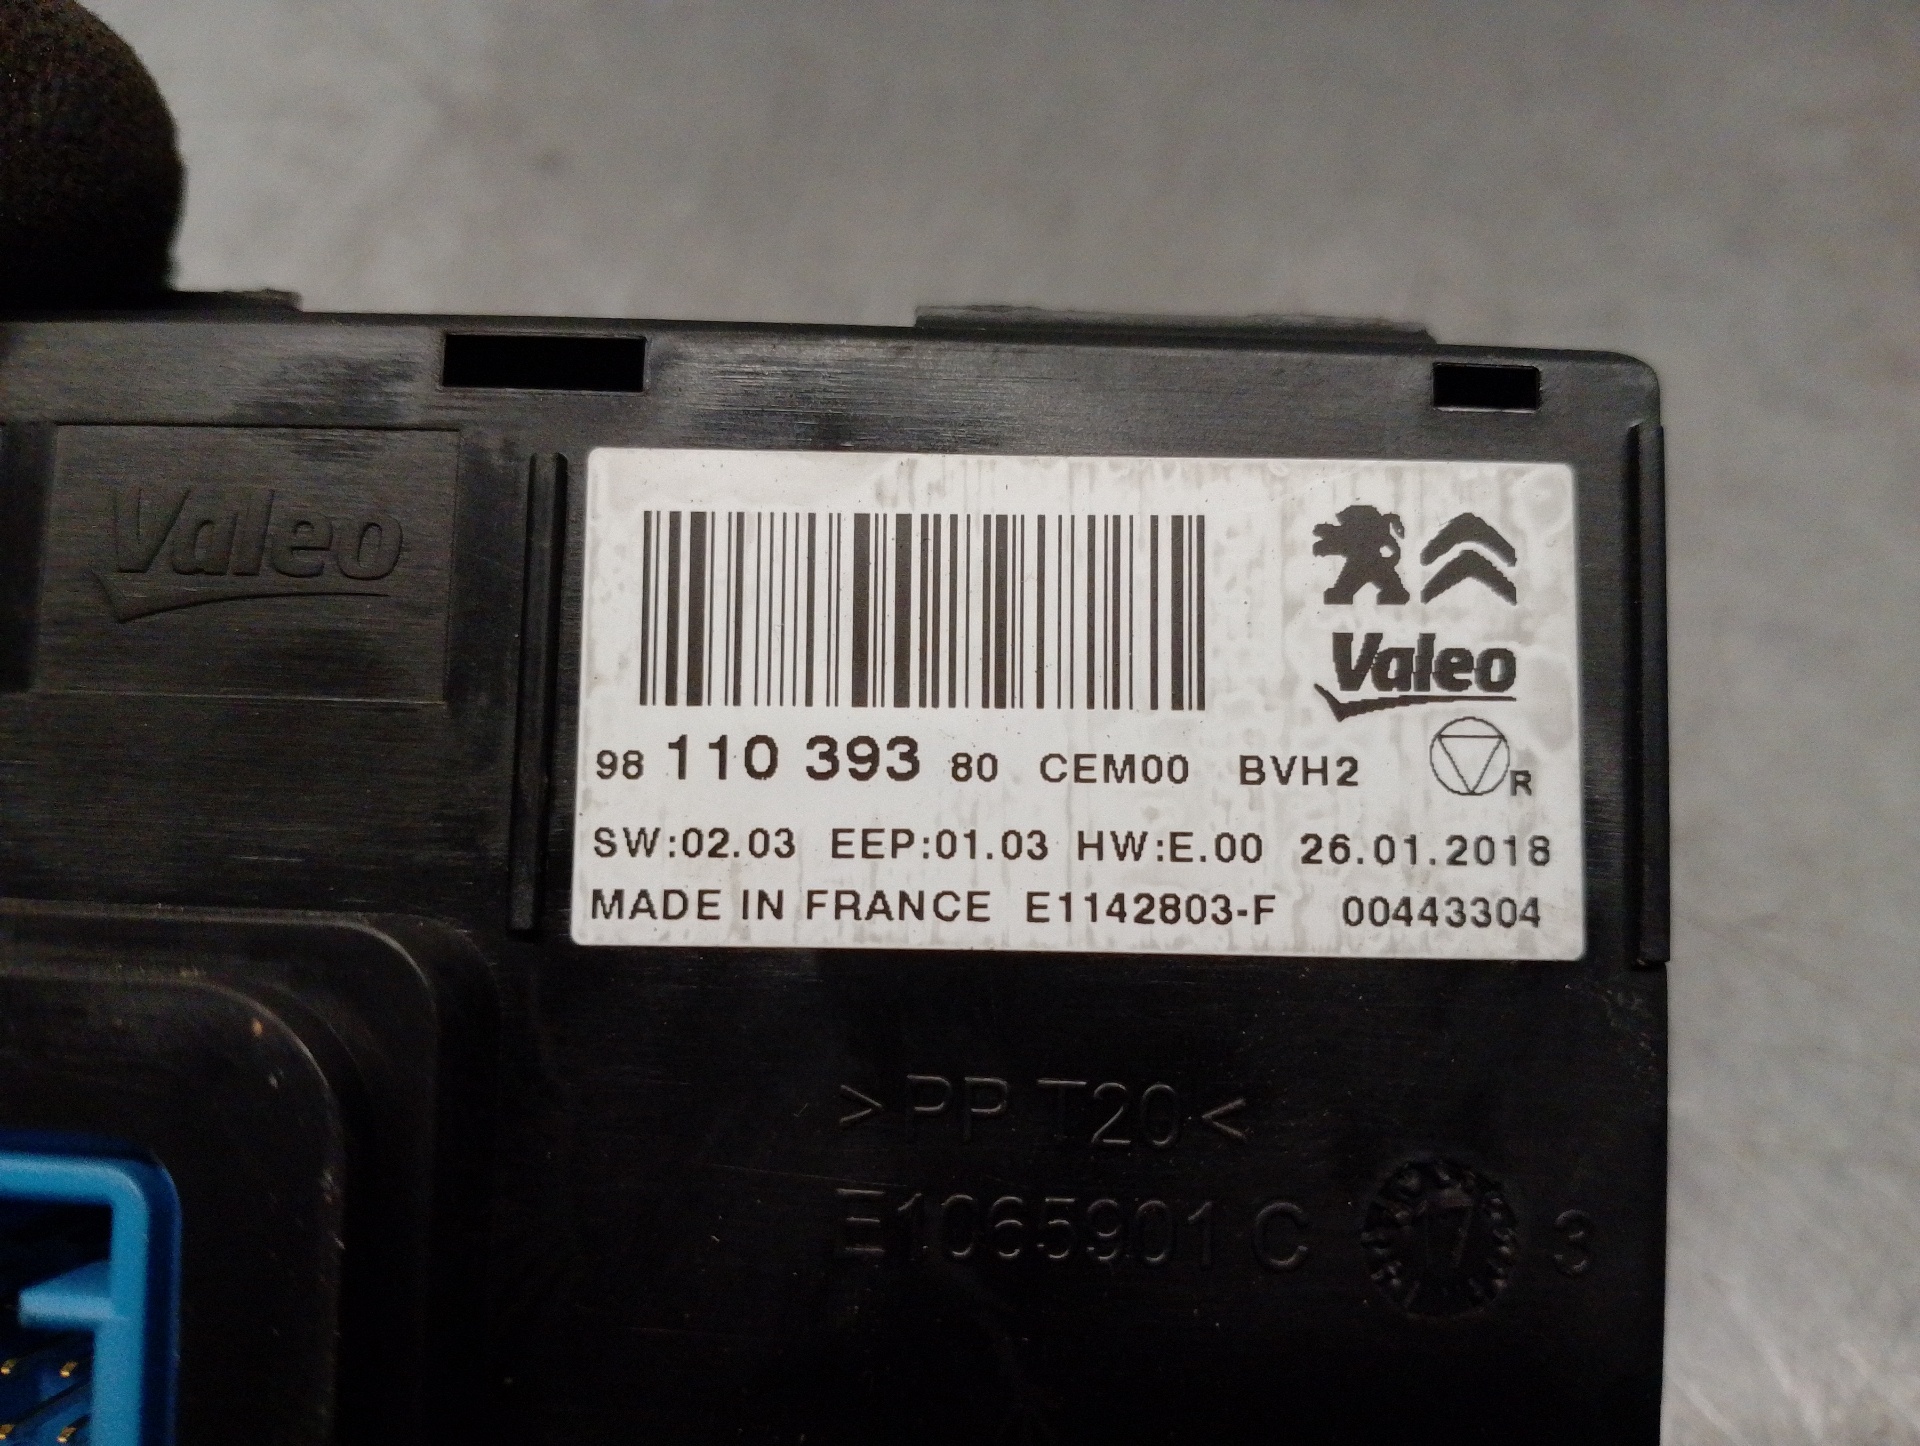 Valeo
Valeo
98 110 393 80 CEM00 BVH2 R
SW:02.03 EEP:01.03 HW:E.00 26.01.2018
MADE IN FRANCE E1142803-F 00443304
>PP T20<
E1065901 C 17 3